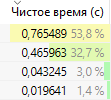 Чистое время (с)
0,765489 53,8 %
0,465963 32,7 %
0,043245 3,0 %
0,019641 1,4 %